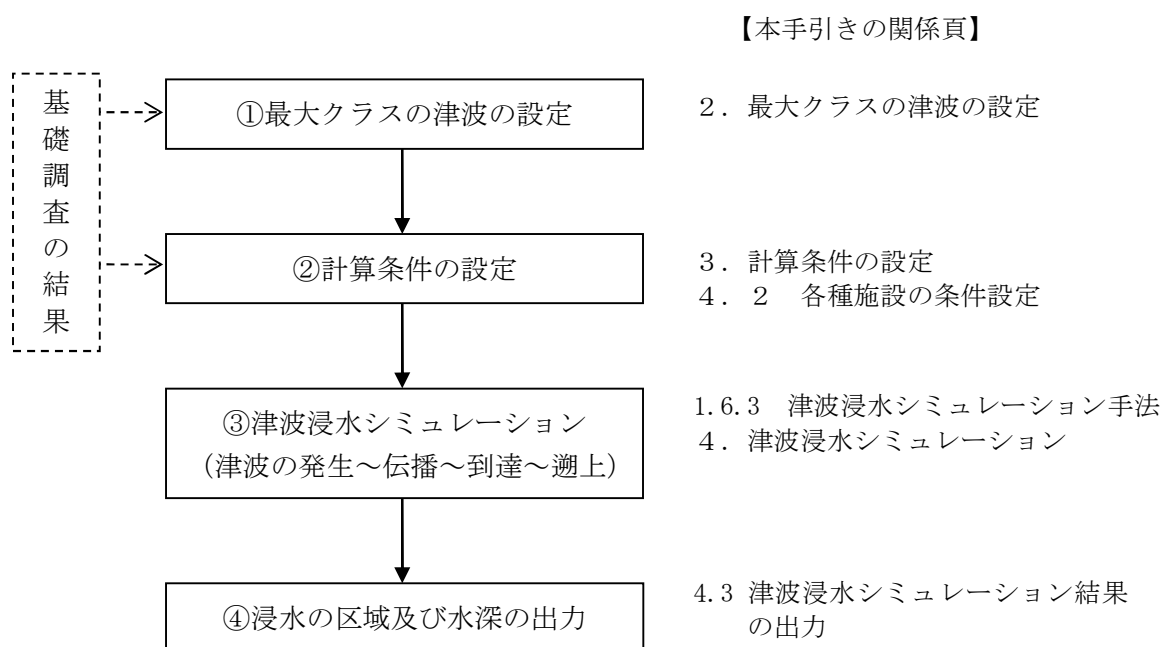 【本手引きの関係頁】
基礎調査の結果
①最大クラスの津波の設定
2．最大クラスの津波の設定
②計算条件の設定
3．計算条件の設定
4．2　各種施設の条件設定
③津波浸水シミュレーション
（津波の発生～伝播～到達～遡上）
1.6.3　津波浸水シミュレーション手法
4．津波浸水シミュレーション
④浸水の区域及び水深の出力
4.3 津波浸水シミュレーション結果
の出力